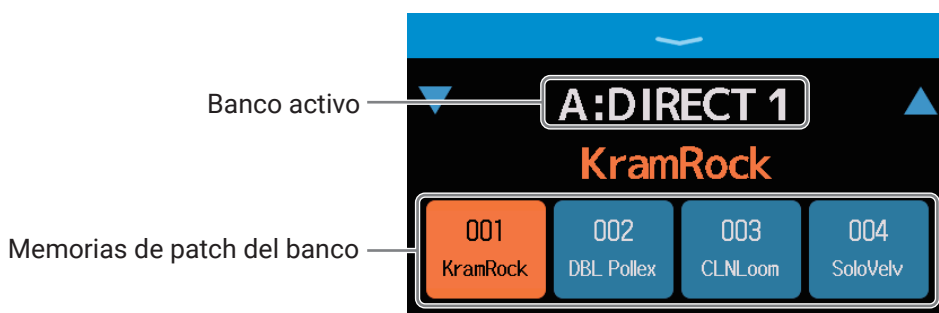 Banco activo
A:DIRECT 1
KramRock
Memorias de patch del banco
001
KramRock
002
DBL Pollex
003
CLNLoom
004
SoloVelv